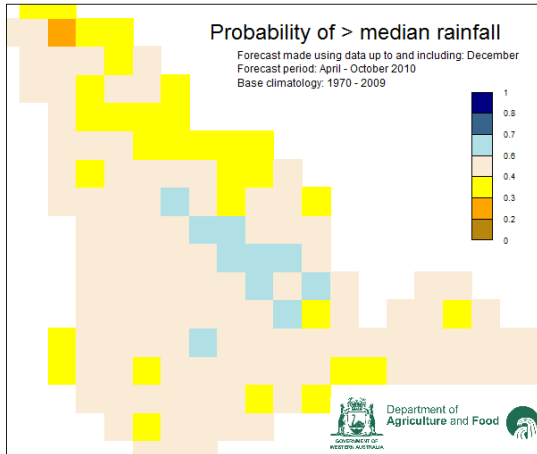 Probability of > median rainfall
Forecast made using data up to and including: December
Forecast period: April - October 2010
Base climatology: 1970 - 2009
1
0.8
0.7
0.6
0.4
0.3
0.2
0
Department of
Agriculture and Food
GOVERNMENT OF
WESTERN AUSTRALIA